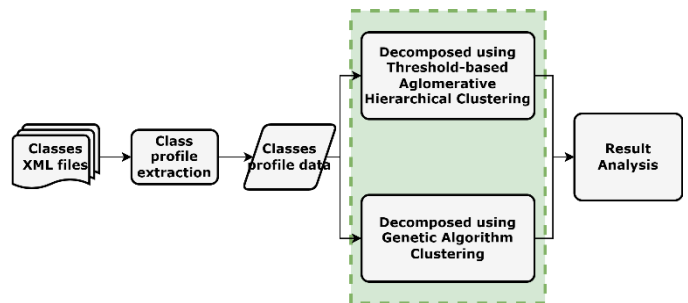 Classes
XML files
Class
profile
extraction
Classes
profile data
Decomposed using
Threshold-based
Aglomerative
Hierarchical Clustering
Decomposed using
Genetic Algorithm
Clustering
Result
Analysis